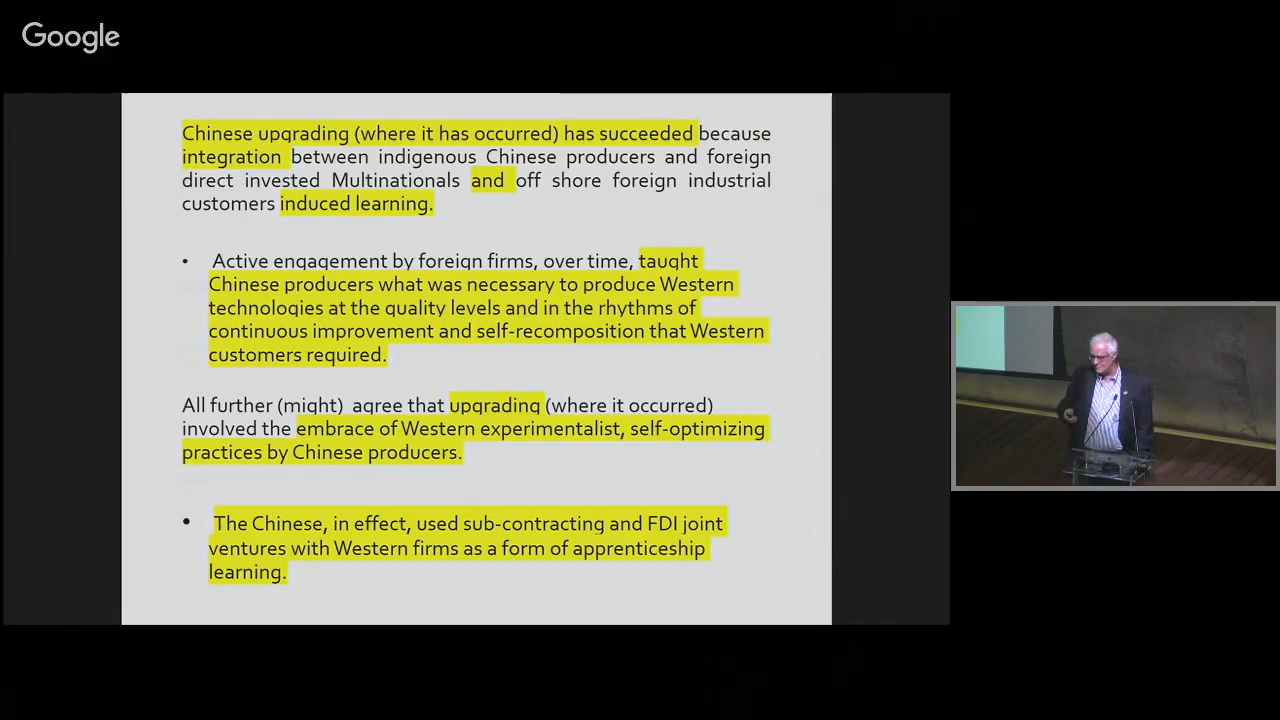 Google
Chinese upgrading (where it has occurred) has succeeded because
integration between indigenous Chinese producers and foreign
direct invested Multinationals and off shore foreign industrial
customers induced learning.
• Active engagement by foreign firms, over time, taught
Chinese producers what was necessary to produce Western
technologies at the quality levels and in the rhythms of
continuous improvement and self-recomposition that Western
customers required.
All further (might) agree that upgrading (where it occurred)
involved the embrace of Western experimentalist, self-optimizing
practices by Chinese producers.
• The Chinese, in effect, used sub-contracting and FDI joint
ventures with Western firms as a form of apprenticeship
learning.